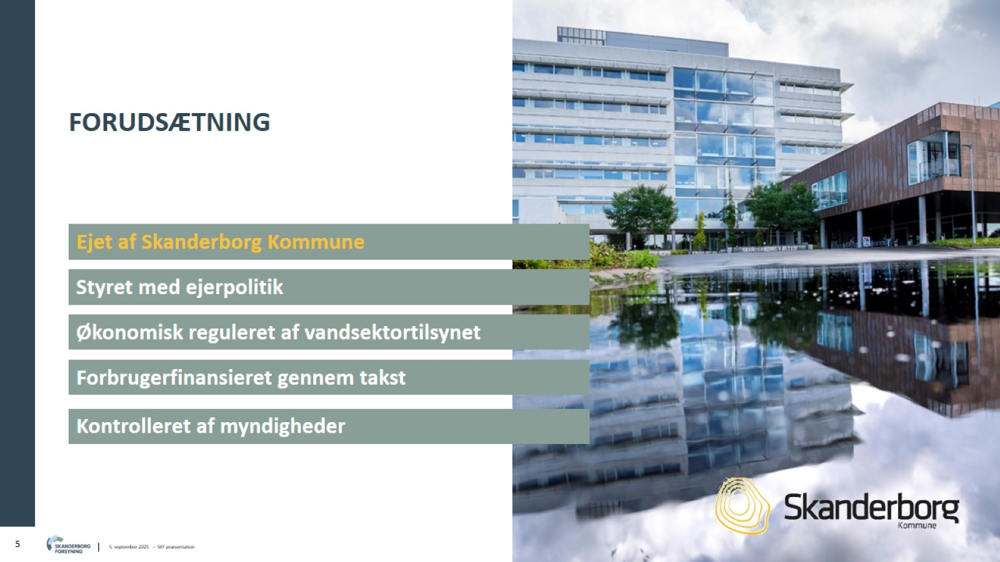 FORUDSÆTNING
Ejet af Skanderborg Kommune
Styret med ejerpolitik
Økonomisk reguleret af vandsektortilsynet
Forbrugerfinansieret gennem takst
Kontrolleret af myndigheder
SKANDERBORG FÆLLED
Skanderborg
Kommune
5
SKANDERBORG
FORSYNING
5. september 2025 – SKF præsentation